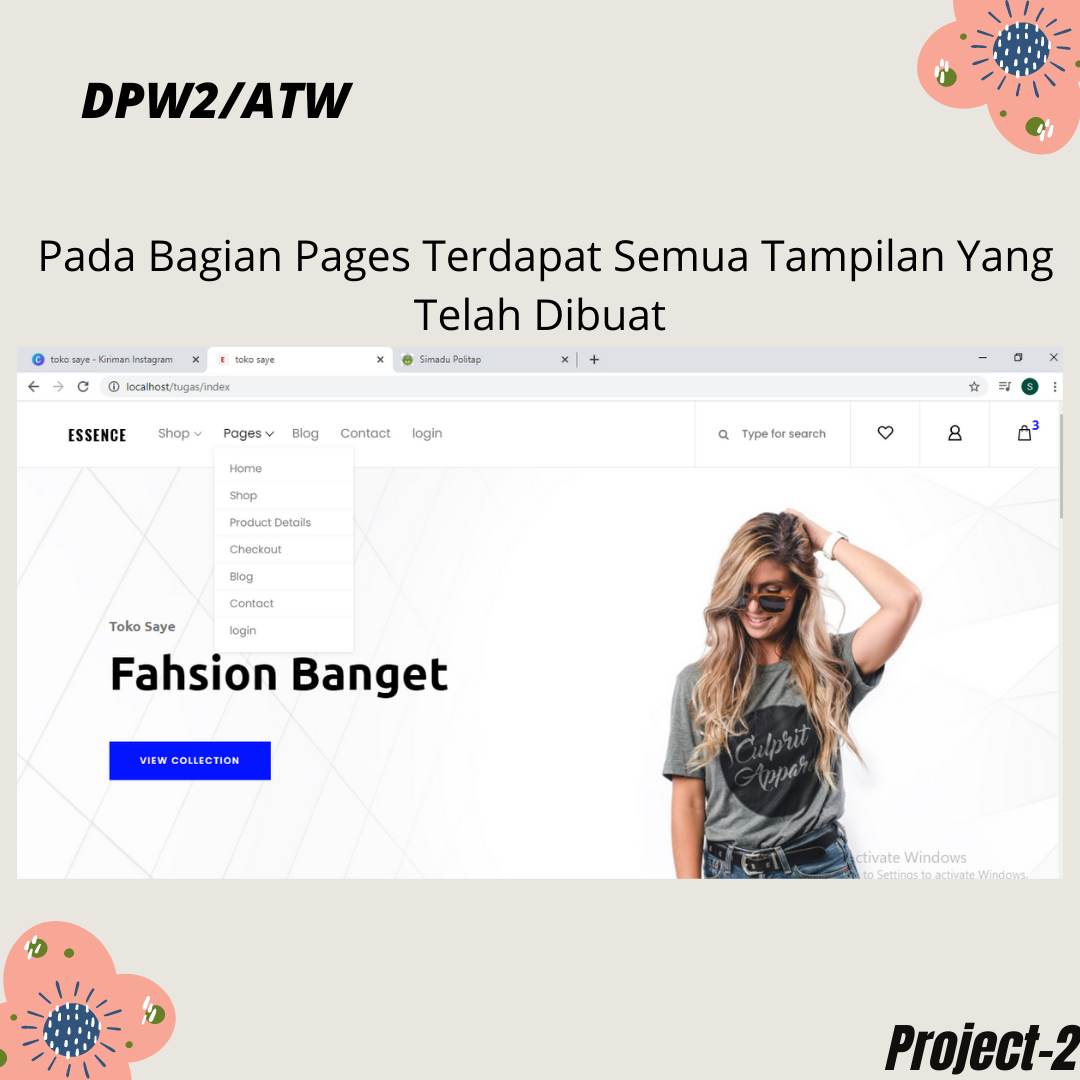 DPW2/ATW
Pada Bagian Pages Terdapat Semua Tampilan Yang
Telah Dibuat
toko saye - Kiriman Instagram
toko saye
Simadu Politap
localhost/tugas/index
S
ESSENCE
Shop
Pages
Blog
Contact
login
Type for search
3
Home
Shop
Product Details
Checkout
Blog
Contact
login
Toko Saye
Fahsion Banget
VIEW COLLECTION
Culprit
Appar
ctivate Windows
to Settings to activate Windows.
Project-2